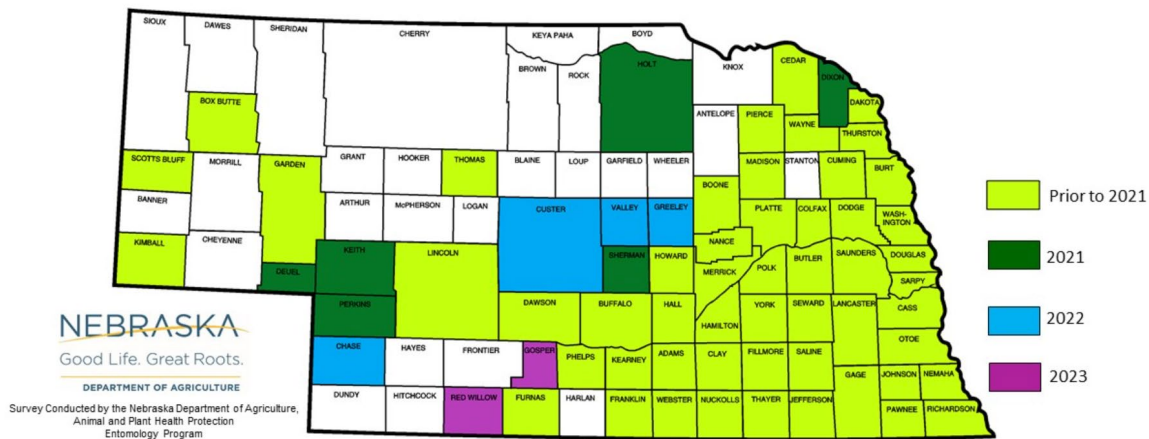 SIOUX
DAWES
SHERIDAN
CHERRY
KEYA PAHA
BOYD
BROWN
ROCK
HOLT
KNOX
CEDAR
DIXON
DAKOTA
BOX BUTTE
ANTELOPE
PIERCE
WAYNE
THURSTON
SCOTTS BLUFF
MORRILL
GARDEN
GRANT
HOOKER
THOMAS
BLAINE
LOUP
GARFIELD
WHEELER
MADISON
STANTON
CUMING
BURT
BANNER
ARTHUR
McPHERSON
LOGAN
CUSTER
VALLEY
GREELEY
BOONE
PLATTE
COLFAX
DODGE
WASH-
INGTON
KIMBALL
CHEYENNE
DEUEL
KEITH
LINCOLN
SHERMAN
HOWARD
NANCE
MERRICK
POLK
BUTLER
SAUNDERS
DOUGLAS
SARPY
PERKINS
DAWSON
BUFFALO
HALL
HAMILTON
YORK
SEWARD
LANCASTER
CASS
OTOE
CHASE
HAYES
FRONTIER
GOSPER
PHELPS
KEARNEY
ADAMS
CLAY
FILLMORE
SALINE
GAGE
JOHNSON
NEMAHA
DUNDY
HITCHCOCK
RED WILLOW
FURNAS
HARLAN
FRANKLIN
WEBSTER
NUCKOLLS
THAYER
JEFFERSON
PAWNEE
RICHARDSON
Prior to 2021
2021
2022
2023
NEBRASKA
Good Life. Great Roots.
DEPARTMENT OF AGRICULTURE
Survey Conducted by the Nebraska Department of Agriculture,
Animal and Plant Health Protection
Entomology Program